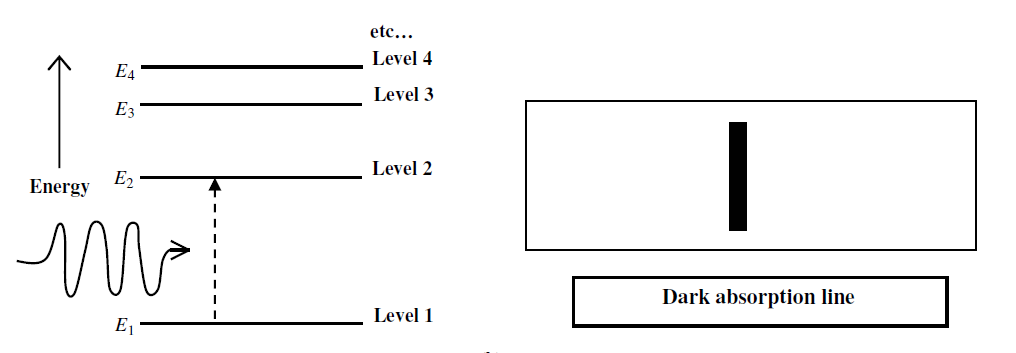 etc...
Level 4
E4
Level 3
E3
Level 2
Energy
E2
Dark absorption line
Level 1
E1